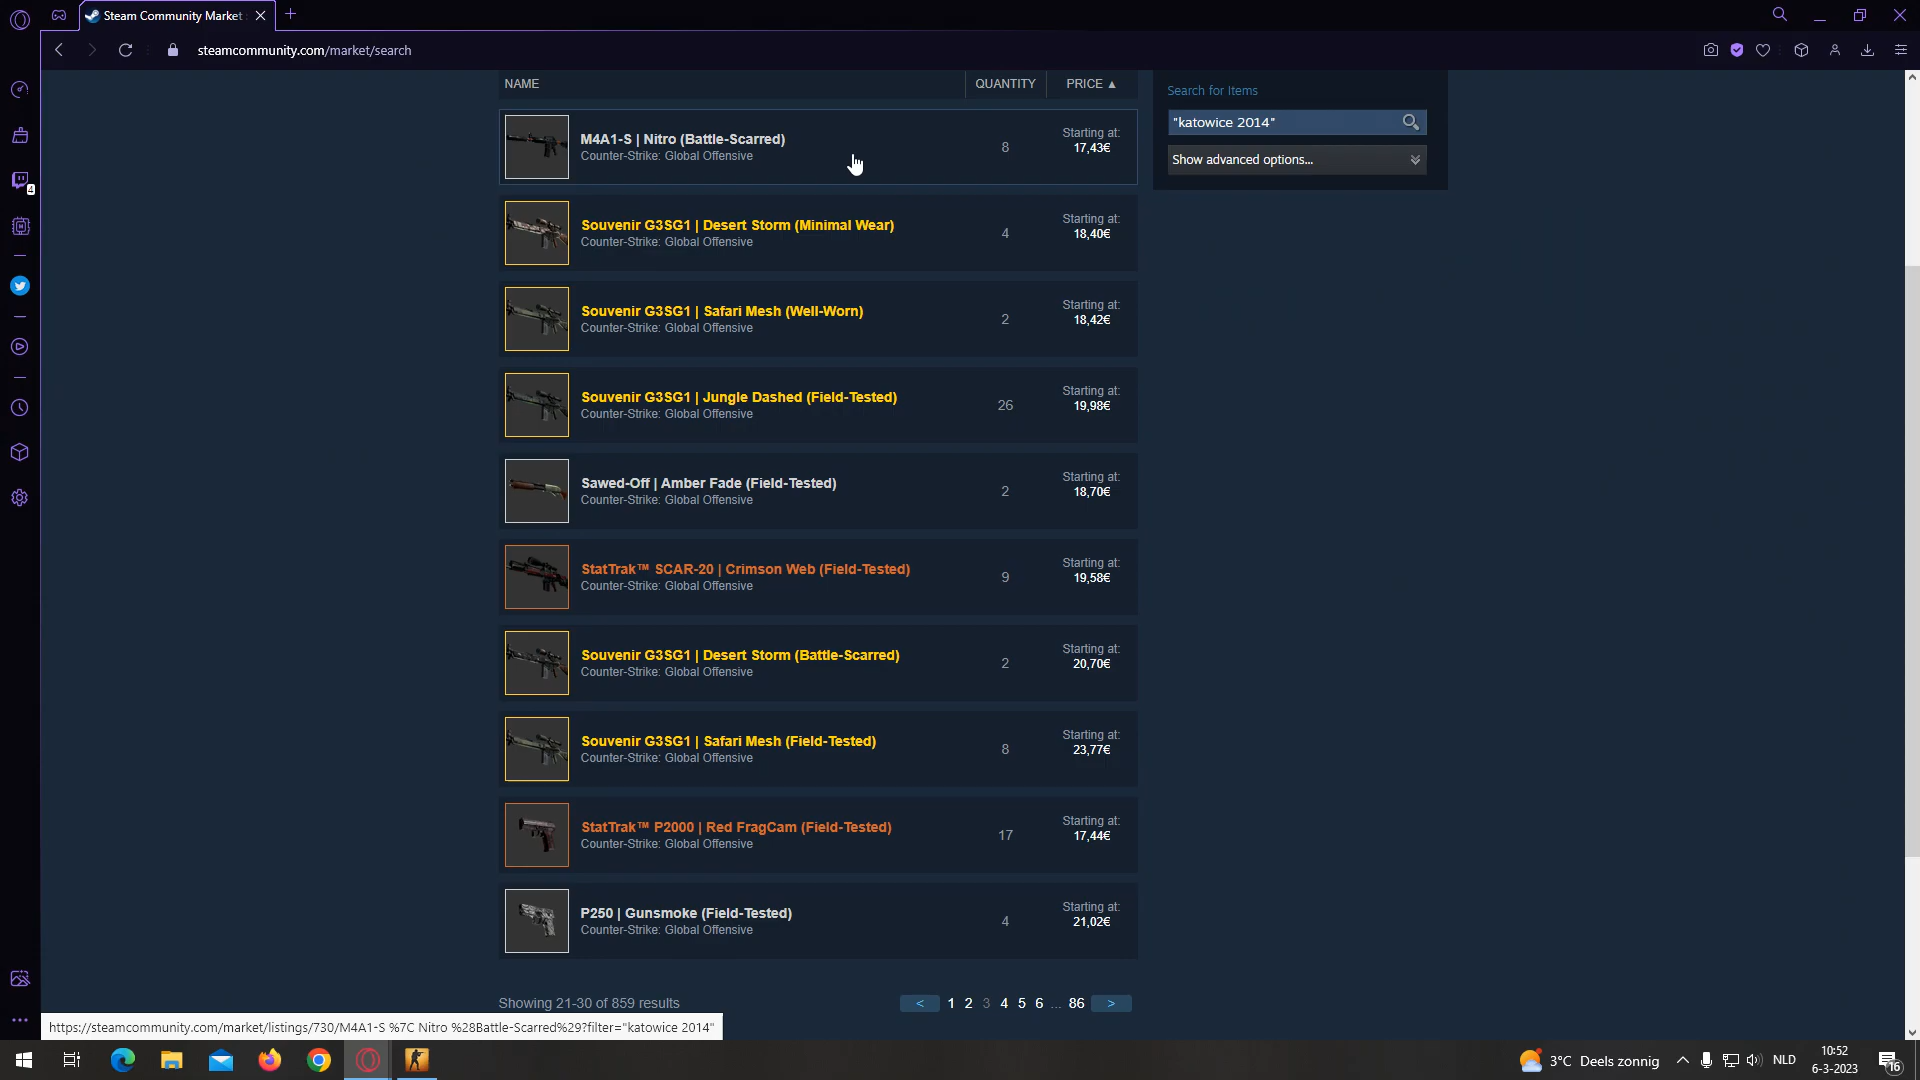 Steam Community Market
steamcommunity.com/market/search
4
NAME
QUANTITY
PRICE ▲
M4A1-S | Nitro (Battle-Scarred)
Counter-Strike: Global Offensive
8
Starting at:
17,43€
Souvenir G3SG1 | Desert Storm (Minimal Wear)
Counter-Strike: Global Offensive
4
Starting at:
18,40€
Souvenir G3SG1 | Safari Mesh (Well-Worn)
Counter-Strike: Global Offensive
2
Starting at:
18,42€
Souvenir G3SG1 | Jungle Dashed (Field-Tested)
Counter-Strike: Global Offensive
26
Starting at:
19,98€
Sawed-Off | Amber Fade (Field-Tested)
Counter-Strike: Global Offensive
2
Starting at:
18,70€
StatTrak™ SCAR-20 | Crimson Web (Field-Tested)
Counter-Strike: Global Offensive
9
Starting at:
19,58€
Souvenir G3SG1 | Desert Storm (Battle-Scarred)
Counter-Strike: Global Offensive
2
Starting at:
20,70€
Souvenir G3SG1 | Safari Mesh (Field-Tested)
Counter-Strike: Global Offensive
8
Starting at:
23,77€
StatTrak™ P2000 | Red FragCam (Field-Tested)
Counter-Strike: Global Offensive
17
Starting at:
17,44€
P250 | Gunsmoke (Field-Tested)
Counter-Strike: Global Offensive
4
Starting at:
21,02€
Showing 21-30 of 859 results
< 1 2 3 4 5 6 ... 86 >
Search for Items
"katowice 2014"
Show advanced options...
https://steamcommunity.com/market/listings/730/M4A1-S %7C Nitro %28Battle-Scarred%29?filter="katowice 2014"
3°C Deels zonnig
NLD
10:52
6-3-2023
16